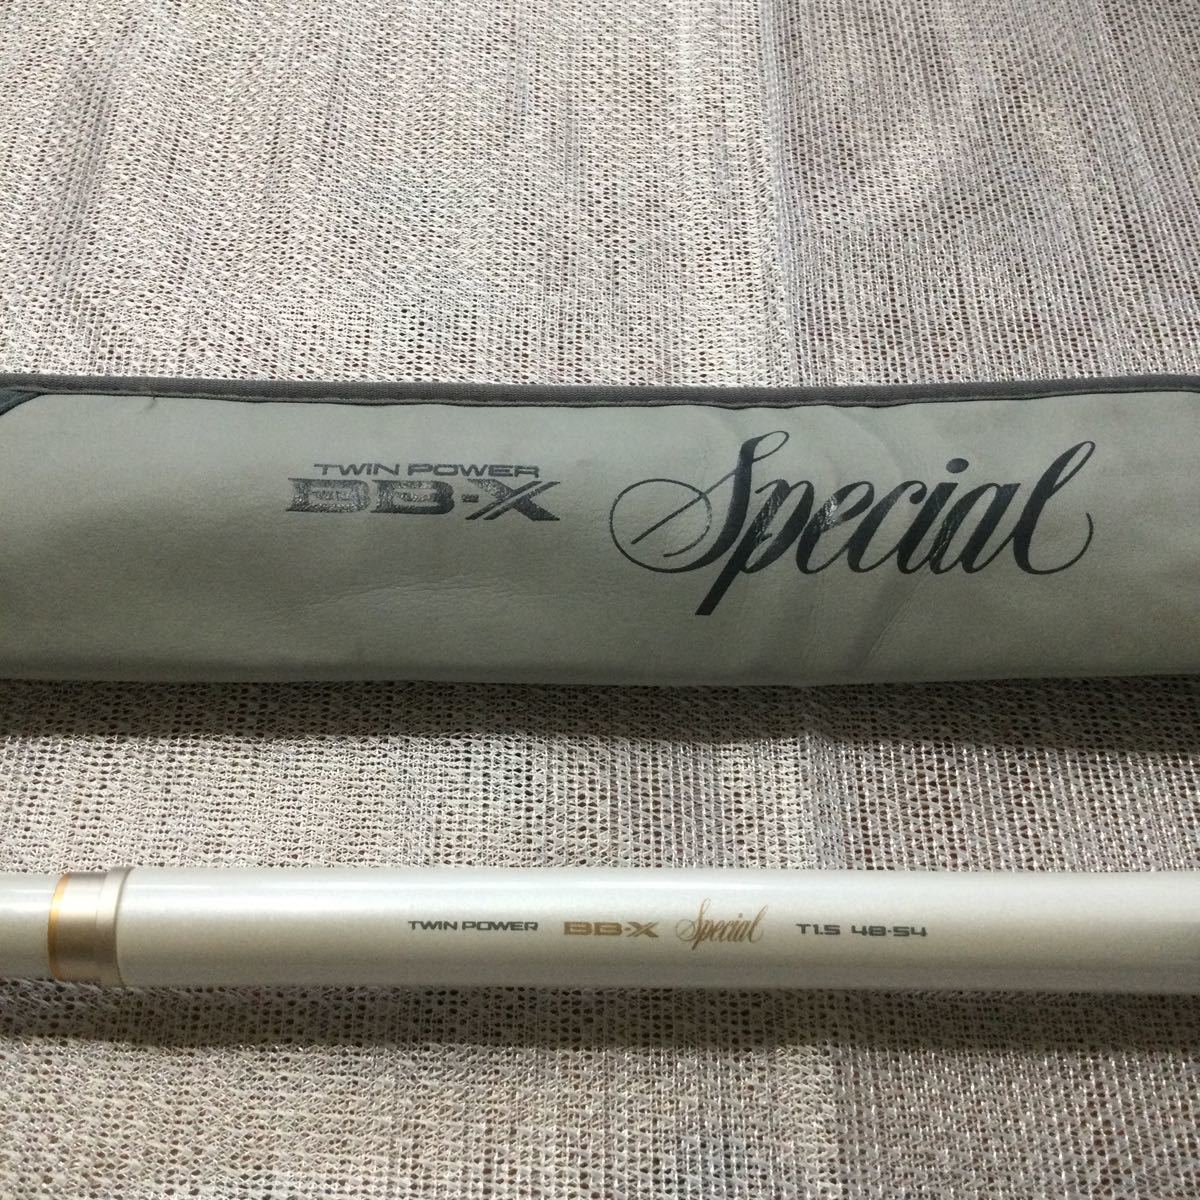 TWIN POWER
BB-X Special
TWIN POWER BB-X Special T1.5 48-54